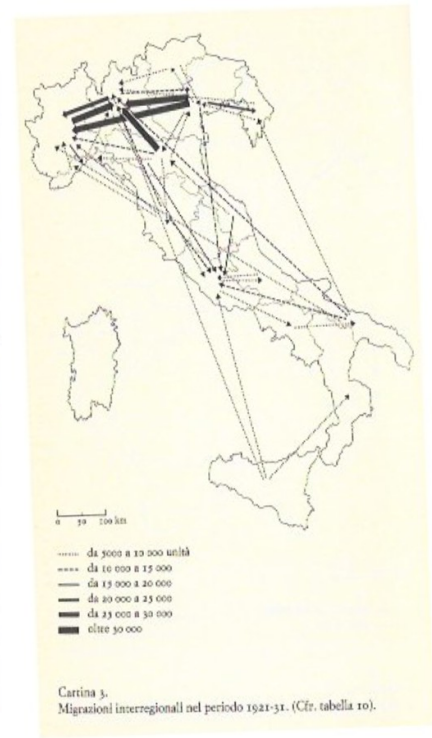 0 50 100 km
da 5000 a 10 000 unità
da 10 000 a 15 000
da 15 000 a 20 000
da 20 000 a 25 000
da 25 000 a 30 000
oltre 30 000
Cartina 3.
Migrazioni interregionali nel periodo 1921-31. (Cfr. tabella 10).